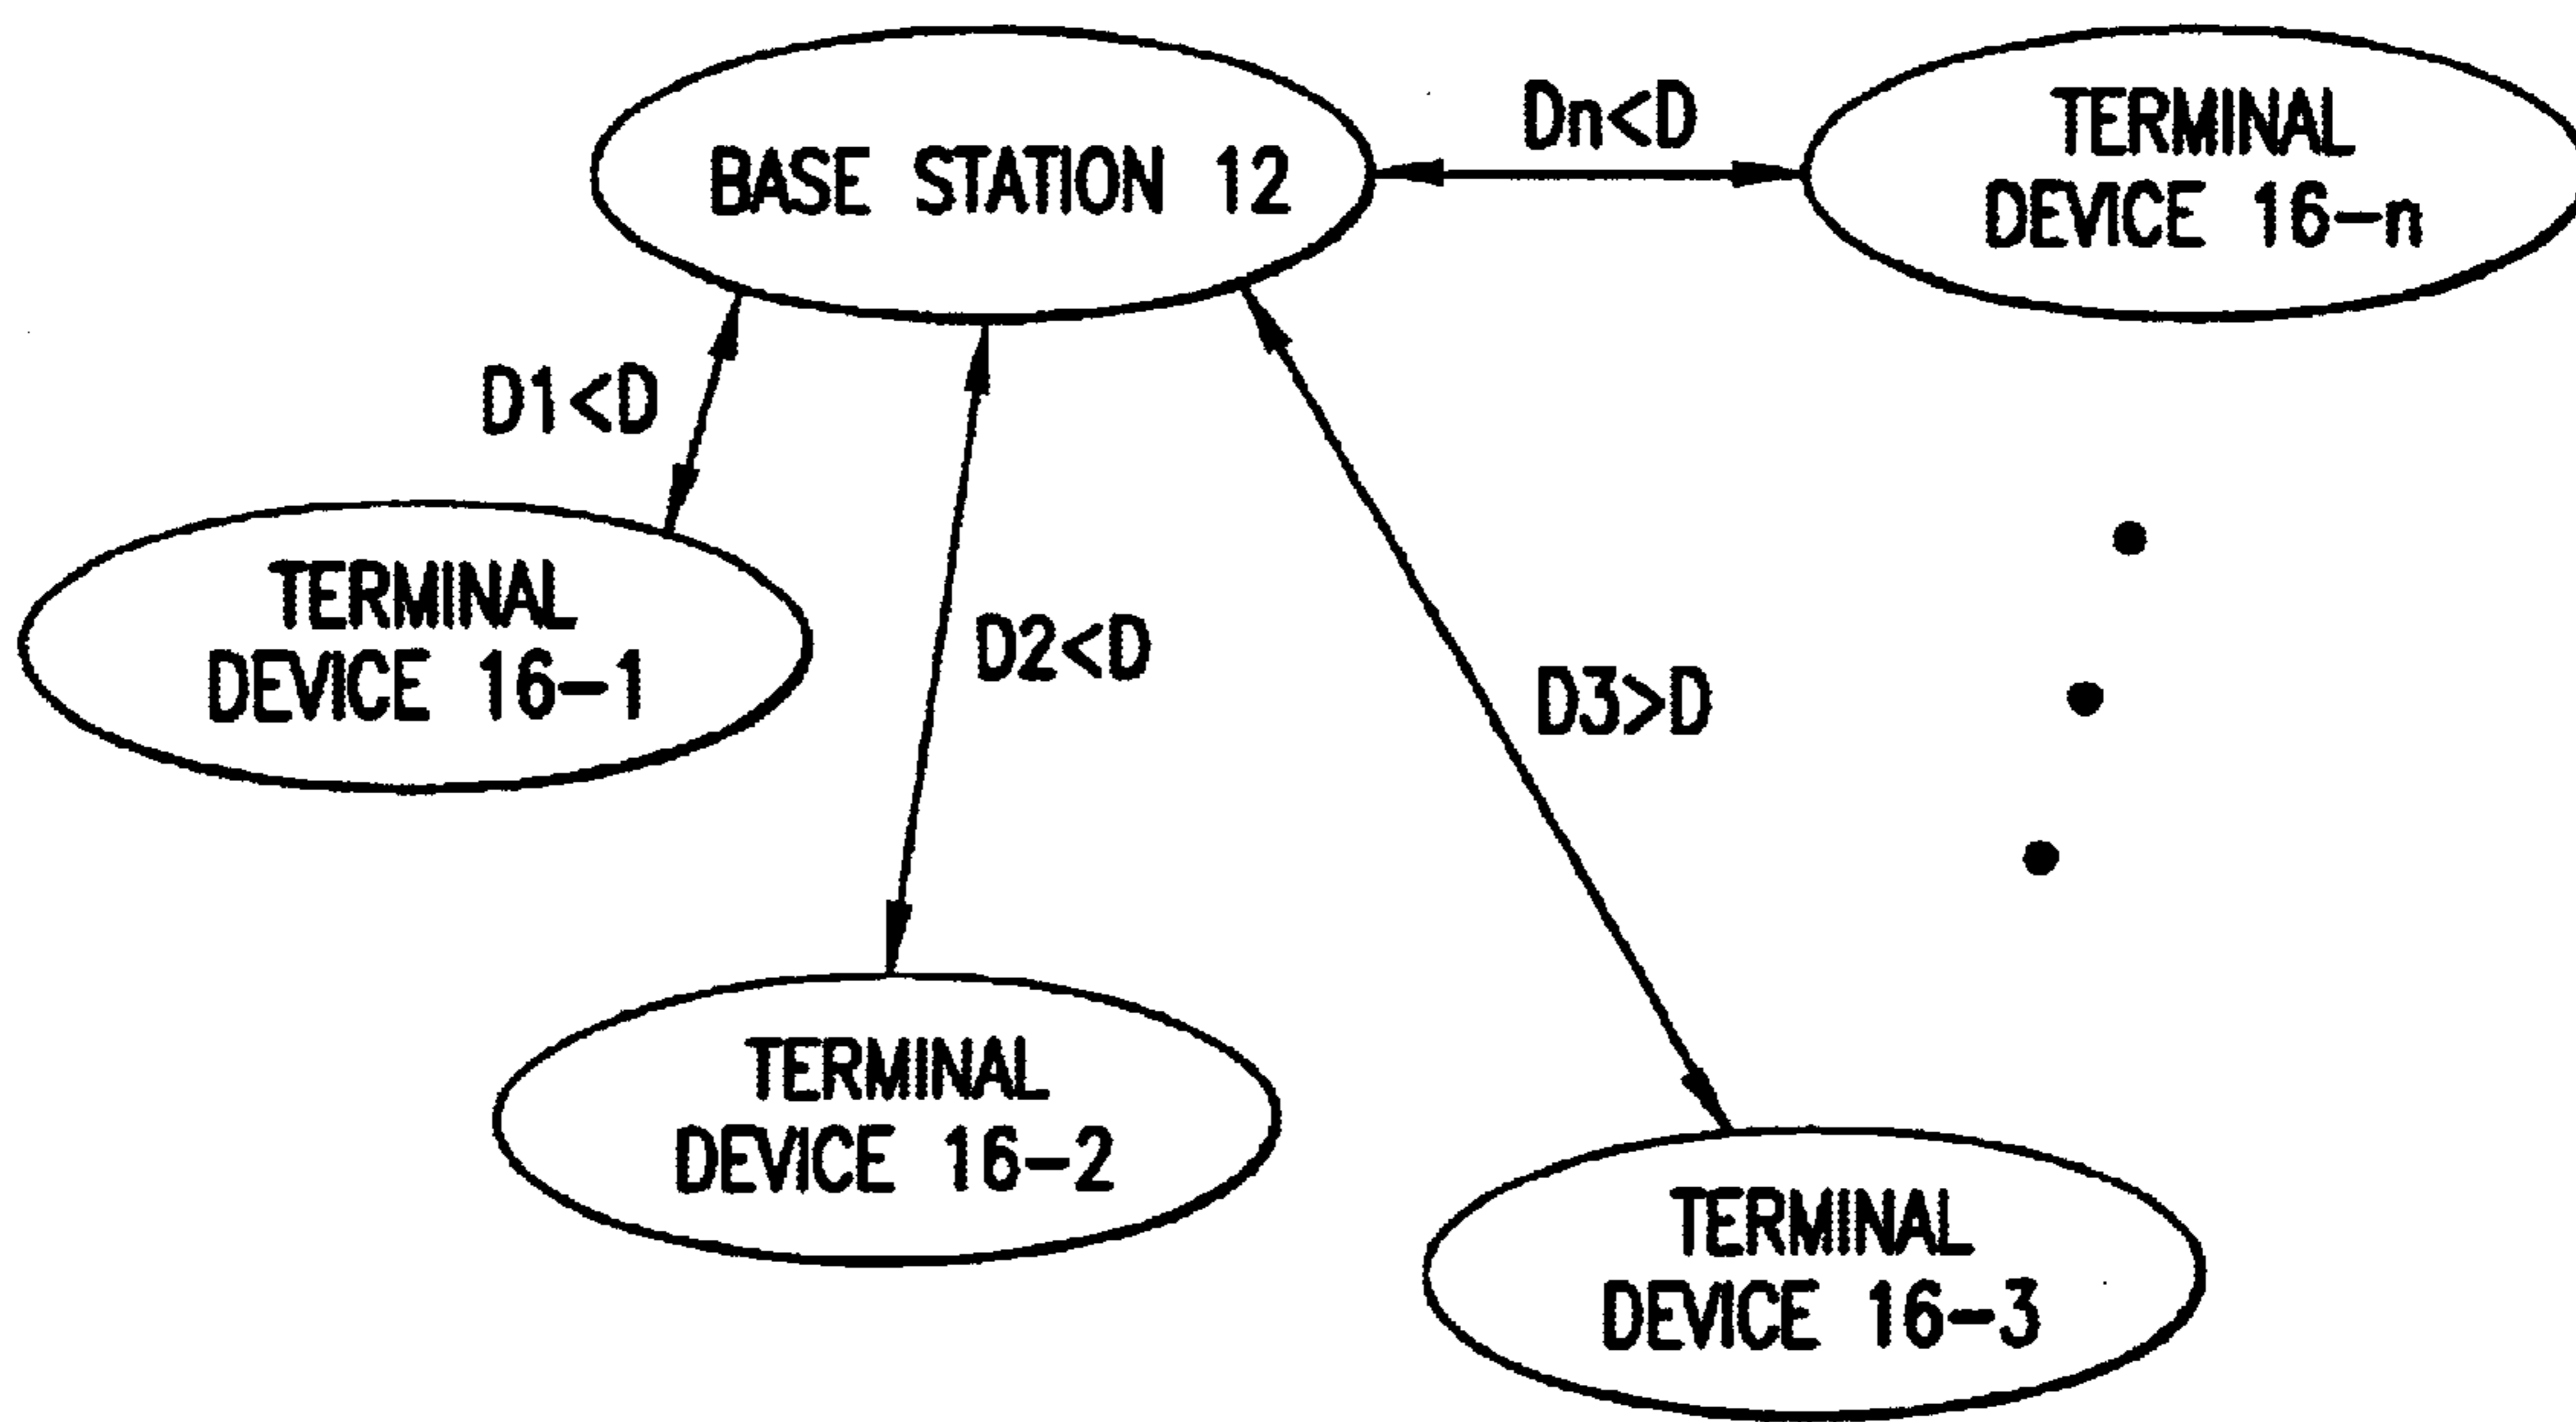 BASE STATION 12
Dn<D
TERMINAL
DEVICE 16-n
D1<D
TERMINAL
DEVICE 16-1
D2<D
D3>D
TERMINAL
DEVICE 16-2
TERMINAL
DEVICE 16-3